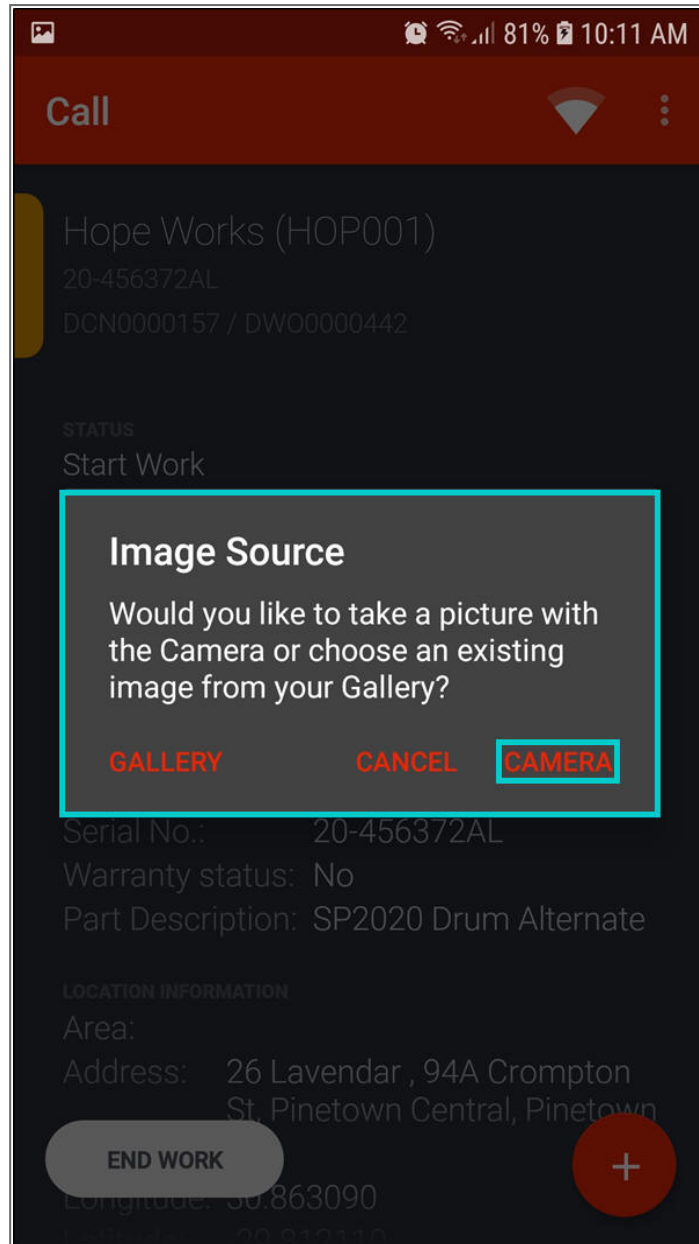 81% 10:11 AM
Call
Hope Works (HOP001)
20-456372AL
DCN0000157 / DWO0000442
STATUS
Start Work
Image Source
Would you like to take a picture with
the Camera or choose an existing
image from your Gallery?
GALLERY CANCEL CAMERA
Serial No.: 20-456372AL
Warranty status: No
Part Description: SP2020 Drum Alternate
LOCATION INFORMATION
Area:
Address: 26 Lavendar , 94A Crompton
St, Pinetown Central, Pinetown
END WORK
+
Longitude: 30.863090